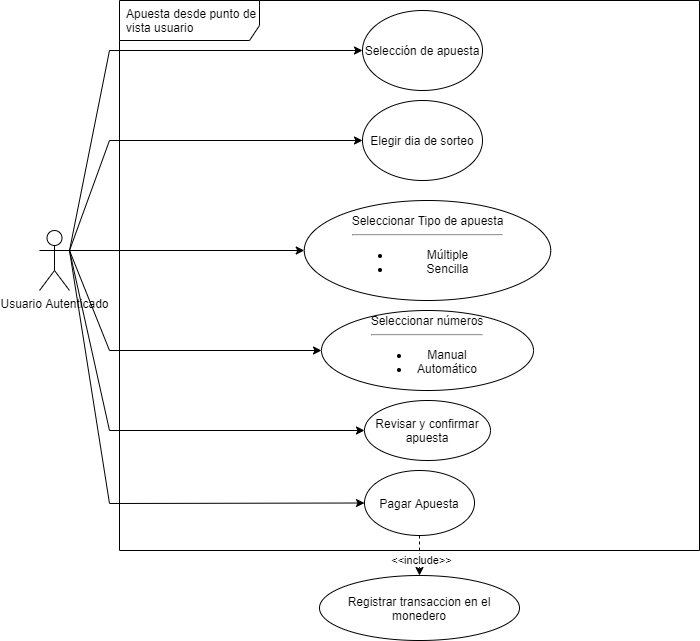 Apuesta desde punto de
vista usuario
Selección de apuesta
Elegir dia de sorteo
Seleccionar Tipo de apuesta
Múltiple
Sencilla
Usuario Autenticado
Seleccionar números
Manual
Automático
Revisar y confirmar
apuesta
Pagar Apuesta
<<include>>
Registrar transaccion en el
monedero